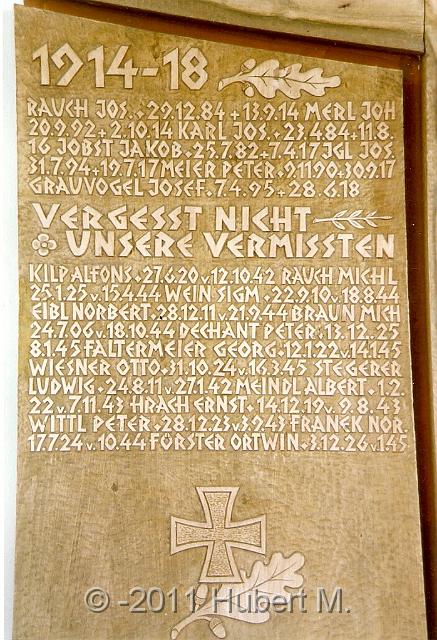 1914-18
RAUCH JOS. * 29.12.84 + 13.9.14 MERL JOH
20.9.92 + 2.10.14 KARL JOS. * 23.4.84 + 11.8.
16 JOBST JAKOB * 25.7.82 + 7.4.17 JGL JOS
31.7.94 + 19.7.17 MEIER PETER * 9.11.90 + 30.9.17
GRAUVOGEL JOSEF * 7.4.95 + 28.6.18
VERGESST NICHT
UNSERE VERMISSTEN
KILP ALFONS * 27.6.20 v. 12.10.42 RAUCH MICHL
25.1.25 v. 15.4.44 WEIN SIGM. * 22.9.10 v. 18.8.44
EIBL NORBERT * 28.12.11 v. 21.9.44 BRAUN MICH
24.7.06 v. 18.10.44 DECHANT PETER * 13.12.25
8.1.45 FALTERMEIER GEORG * 12.1.22 v. 14.1.45
WIESNER OTTO * 31.10.24 v. 16.3.45 STEGERER
LUDWIG * 24.8.11 v. 27.1.42 MEINDL ALBERT * 1.2.
22 v. 7.11.43 HRACH ERNST * 14.12.19 v. 9.8.43
WITTL PETER * 28.12.23 v. 3.9.43 FRANEK NOR.
17.7.24 v. 10.44 FÖRSTER ORTWIN * 3.12.26 v. 1.45
© -2011 Hubert M.